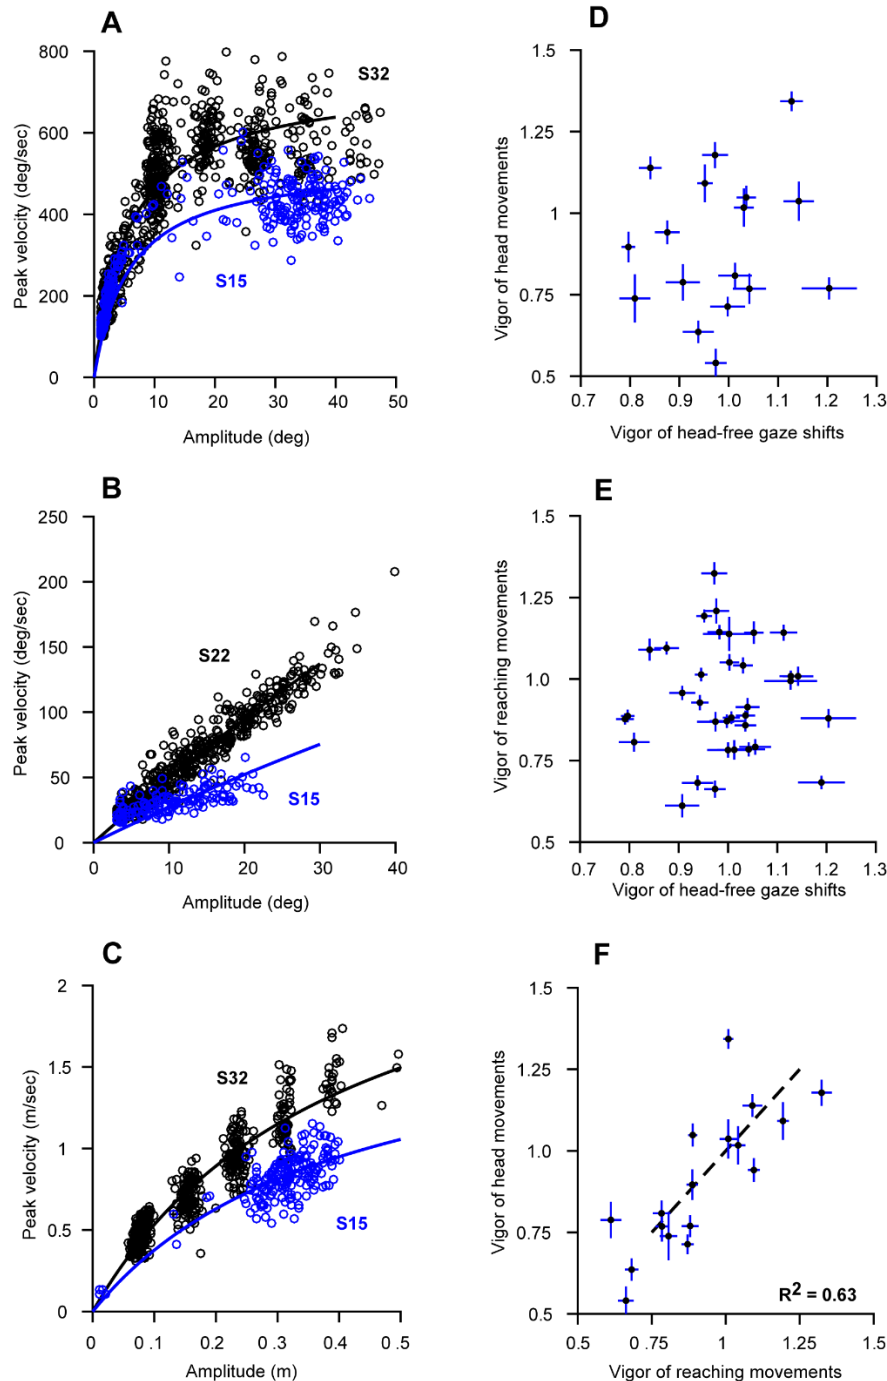 A
800
600
400
200
0
Peak velocity (deg/sec)
S32
S15
0 10 20 30 40 50
Amplitude (deg)
D
1.5
1.25
1
0.75
0.5
Vigor of head movements
0.7 0.8 0.9 1.0 1.1 1.2 1.3
Vigor of head-free gaze shifts
B
250
200
150
100
50
0
Peak velocity (deg/sec)
S22
S15
0 10 20 30 40
Amplitude (deg)
E
1.5
1.25
1.0
0.75
0.5
Vigor of reaching movements
0.7 0.8 0.9 1.0 1.1 1.2 1.3
Vigor of head-free gaze shifts
C
2
1.5
1
0.5
0
Peak velocity (m/sec)
S32
S15
0 0.1 0.2 0.3 0.4 0.5
Amplitude (m)
F
1.5
1.25
1.0
0.75
0.5
Vigor of head movements
R2 = 0.63
0.5 0 .75 1.0 1.25 1.5
Vigor of reaching movements